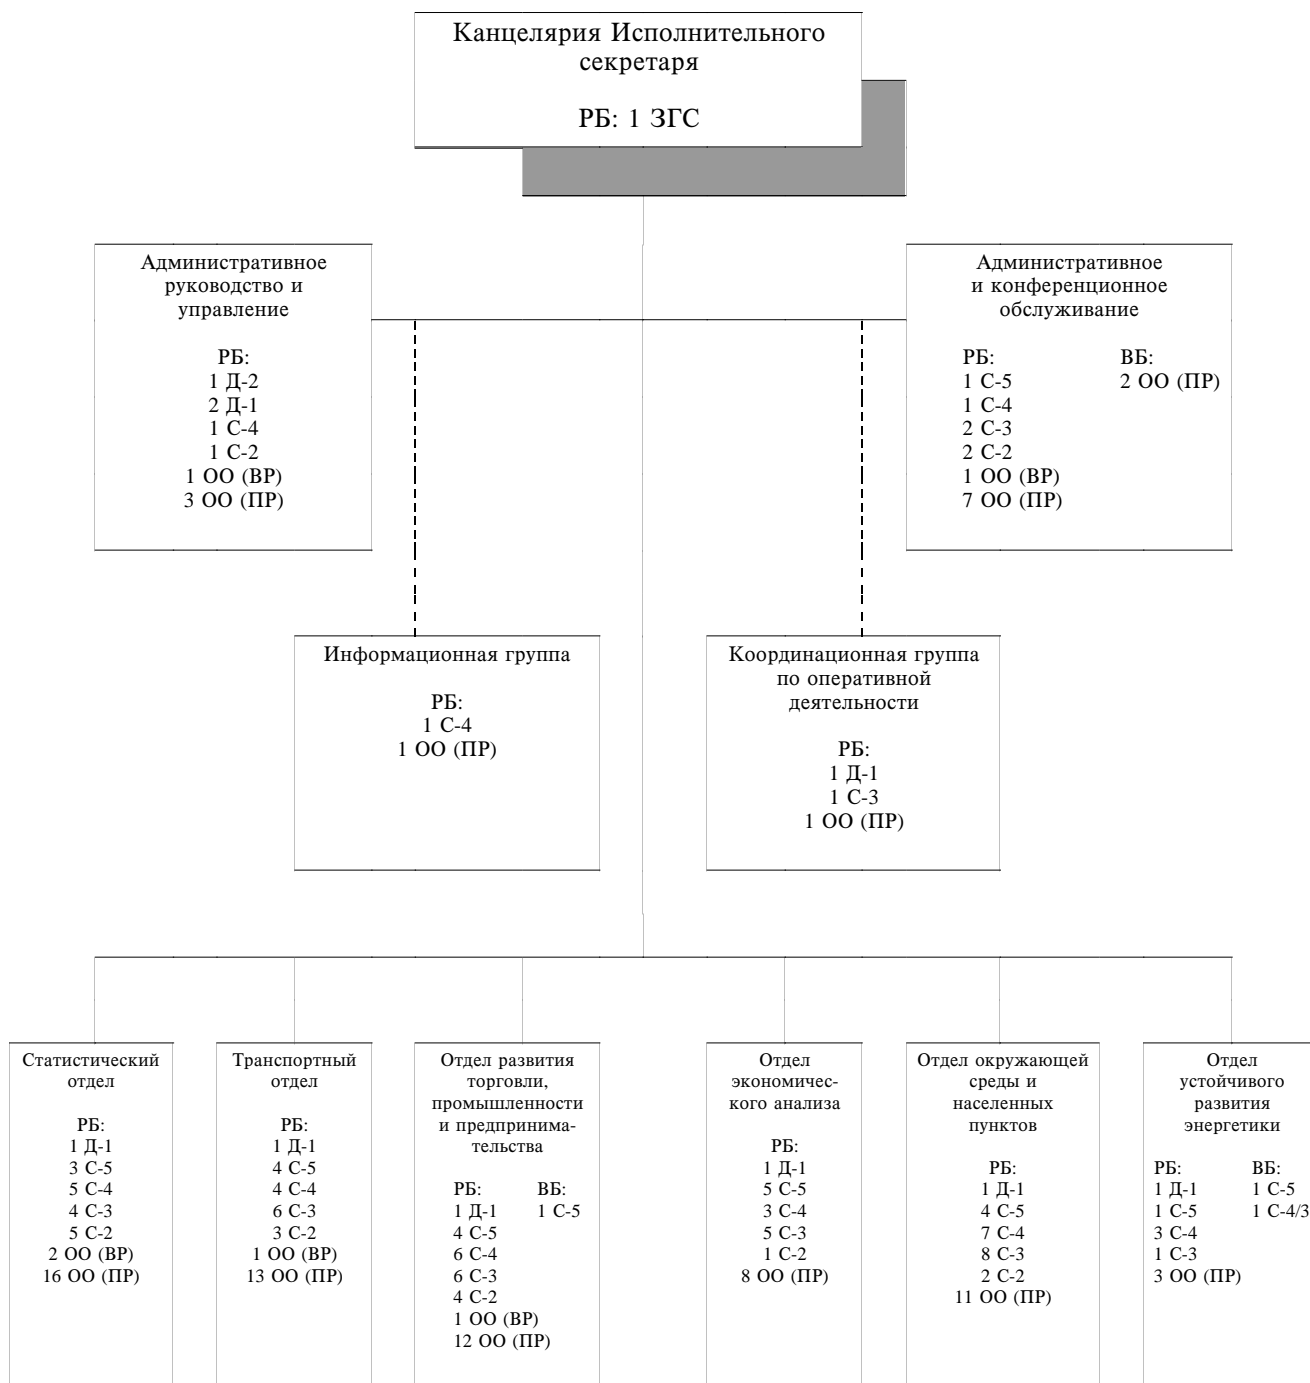 Канцелярия Исполнительного
секретаря
РБ: 1 ЗГС
Административное
руководство и
управление
РБ:
1 Д-2
2 Д-1
1 С-4
1 С-2
1 ОО (ВР)
3 ОО (ПР)
Административное
и конференционное
обслуживание
РБ:
1 С-5
1 С-4
2 С-3
2 С-2
1 ОО (ВР)
7 ОО (ПР)
ВБ:
2 ОО (ПР)
Информационная группа
РБ:
1 С-4
1 ОО (ПР)
Координационная группа
по оперативной
деятельности
РБ:
1 Д-1
1 С-3
1 ОО (ПР)
Статистический
отдел
РБ:
1 Д-1
3 С-5
5 С-4
4 С-3
5 С-2
2 ОО (ВР)
16 ОО (ПР)
Транспортный
отдел
РБ:
1 Д-1
4 С-5
4 С-4
6 С-3
3 С-2
1 ОО (ВР)
13 ОО (ПР)
Отдел развития
торговли,
промышленности
и предпринима-
тельства
РБ:
1 Д-1
4 С-5
6 С-4
6 С-3
4 С-2
1 ОО (ВР)
12 ОО (ПР)
ВБ:
1 С-5
Отдел
экономичес-
кого анализа
РБ:
1 Д-1
5 С-5
3 С-4
5 С-3
1 С-2
8 ОО (ПР)
Отдел окружающей
среды и
населенных
пунктов
РБ:
1 Д-1
4 С-5
7 С-4
8 С-3
2 С-2
11 ОО (ПР)
Отдел
устойчивого
развития
энергетики
РБ:
1 Д-1
1 С-5
3 С-4
1 С-3
3 ОО (ПР)
ВБ:
1 С-5
1 С-4/3